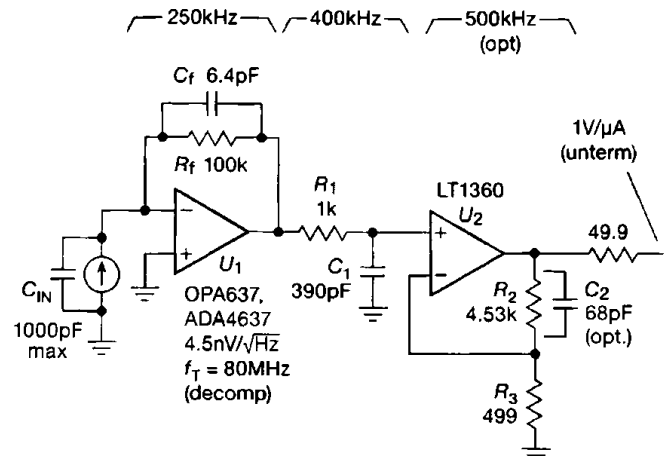 250kHz
400kHz
500kHz
(opt)
Cf 6.4pF
Rf 100k
R1
1k
C1
390pF
CIN
1000pF
max
−
+
U1
OPA637,
ADA4637
4.5nV/√Hz
fT = 80MHz
(decomp)
LT1360
U2
+
−
1V/μA
(unterm)
49.9
R2
4.53k
C2
68pF
(opt.)
R3
499